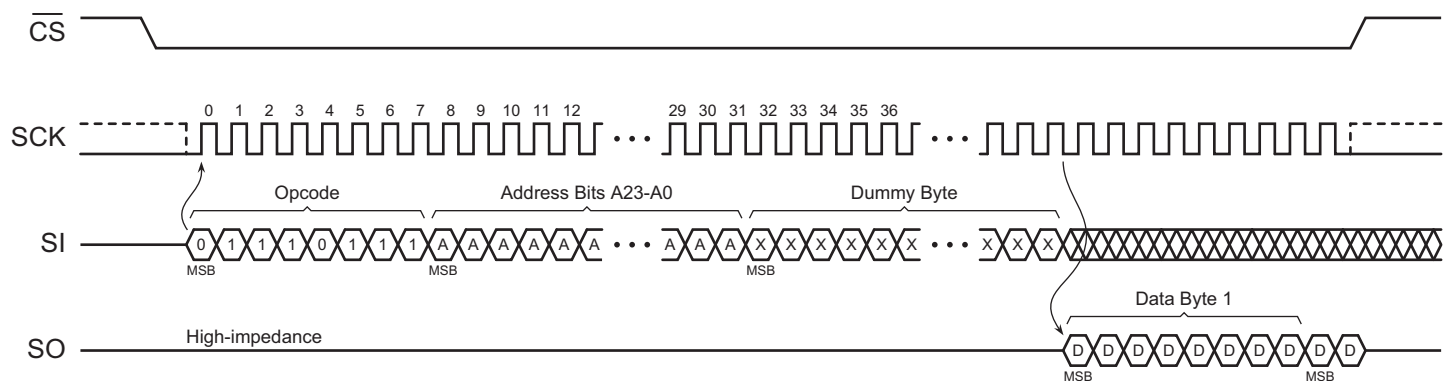 CS
0 1 2 3 4 5 6 7 8 9 10 11 12 29 30 31 32 33 34 35 36
SCK
Opcode Address Bits A23-A0 Dummy Byte
SI 0 1 1 1 0 1 1 1 A A A A A A A A A X X X X X X X X X
MSB MSB MSB
Data Byte 1
High-impedance
SO D D D D D D D D D D
MSB MSB